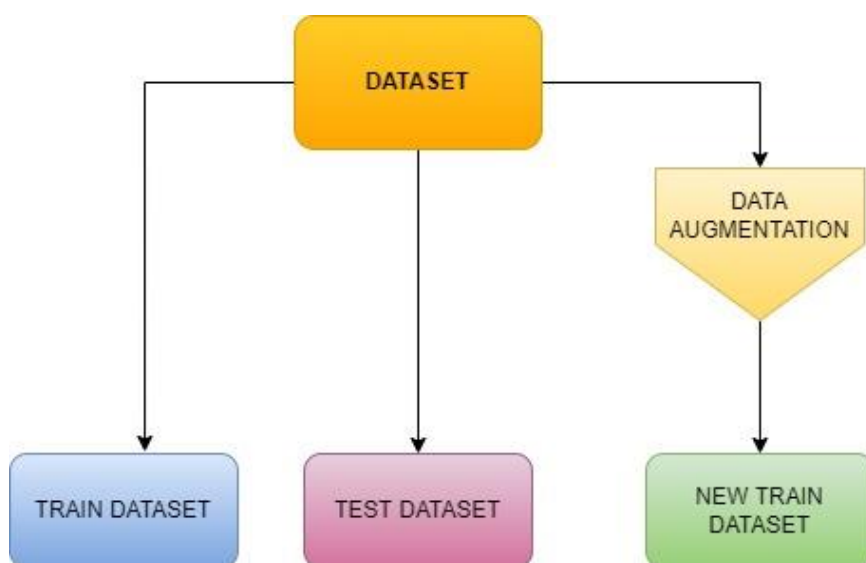 DATASET
DATA
AUGMENTATION
TRAIN DATASET
TEST DATASET
NEW TRAIN
DATASET